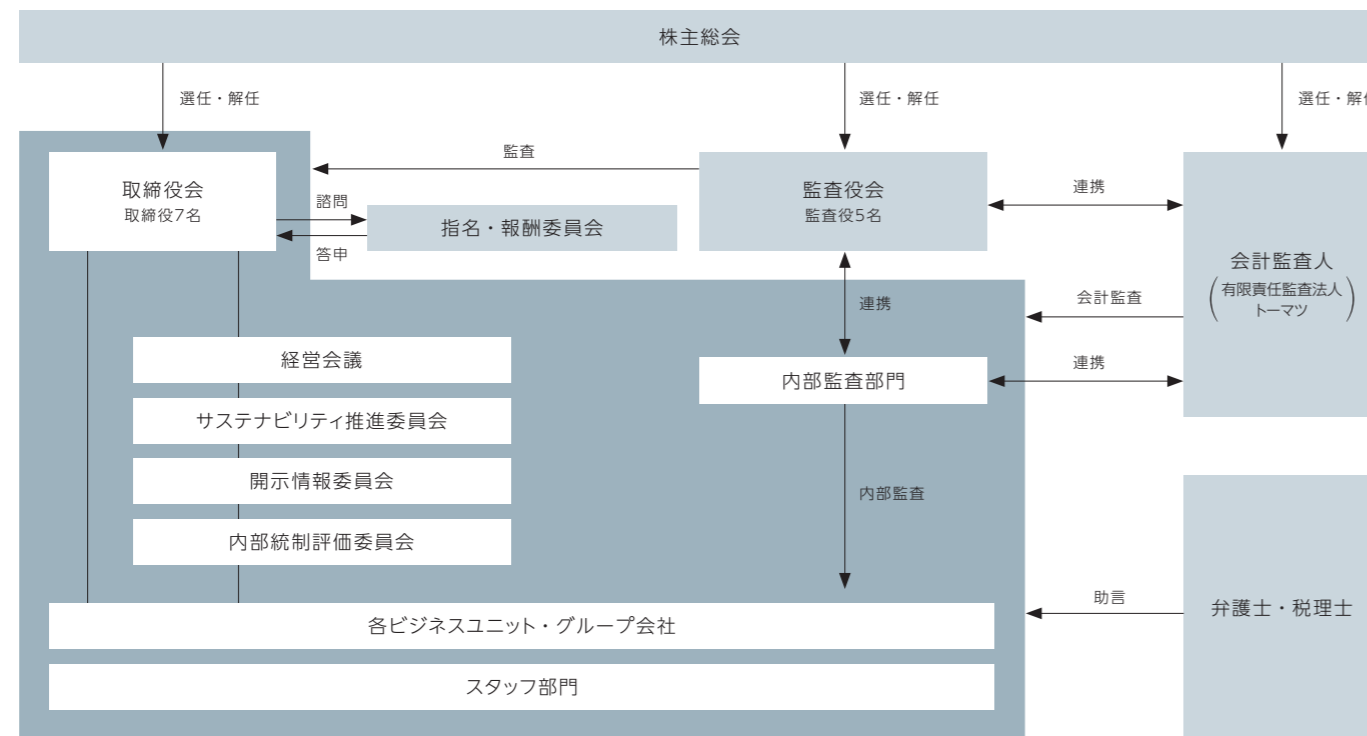 株主総会
選任・解任
選任・解任
選任・解
監査
取締役会
取締役7名
諮問
答申
指名・報酬委員会
監査役会
監査役5名
連携
会計監査人
(有限責任監査法人
トーマツ)
連携
会計監査
経営会議
内部監査部門
連携
サステナビリティ推進委員会
開示情報委員会
内部監査
内部統制評価委員会
助言
弁護士・税理士
各ビジネスユニット・グループ会社
スタッフ部門